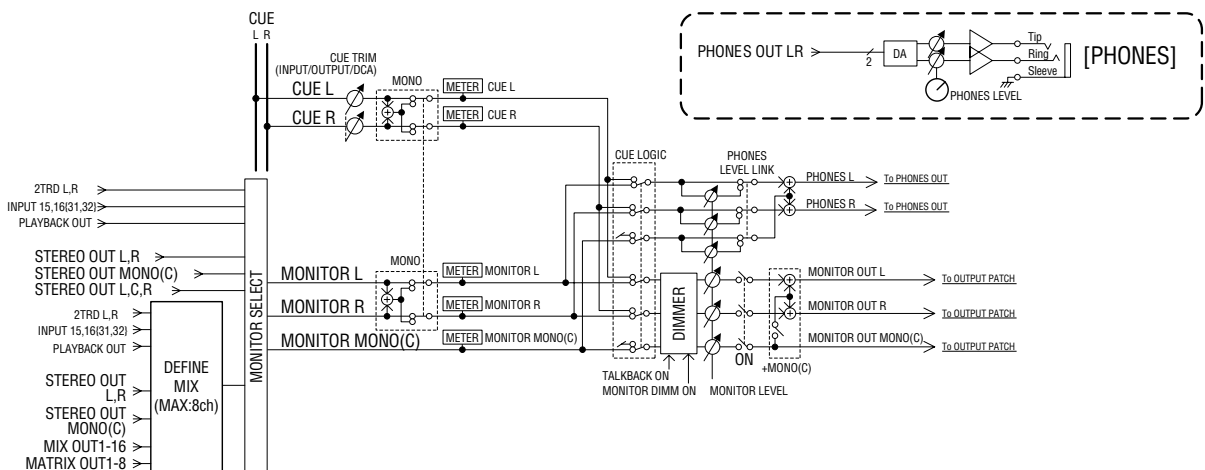 CUE
L R
CUE TRIM
(INPUT/OUTPUT/DCA)
CUE L
CUE R
MONO
METER CUE L
METER CUE R
PHONES OUT LR
2
DA
Tip
Ring
Sleeve
PHONES LEVEL
[PHONES]
CUE LOGIC
PHONES
LEVEL LINK
PHONES L
To PHONES OUT
PHONES R
To PHONES OUT
2TRD L,R
INPUT 15,16(31,32)
PLAYBACK OUT
STEREO OUT L,R
STEREO OUT MONO(C)
STEREO OUT L,C,R
2TRD L,R
INPUT 15,16(31,32)
PLAYBACK OUT
STEREO OUT
L,R
STEREO OUT
MONO(C)
MIX OUT1-16
MATRIX OUT1-8
DEFINE
MIX
(MAX:8ch)
MONITOR SELECT
MONITOR L
MONITOR R
MONITOR MONO(C)
MONO
METER MONITOR L
METER MONITOR R
METER MONITOR MONO(C)
DIMMER
TALKBACK ON
MONITOR DIMM ON
MONITOR LEVEL
ON
+MONO(C)
MONITOR OUT L
To OUTPUT PATCH
MONITOR OUT R
To OUTPUT PATCH
MONITOR OUT MONO(C)
To OUTPUT PATCH